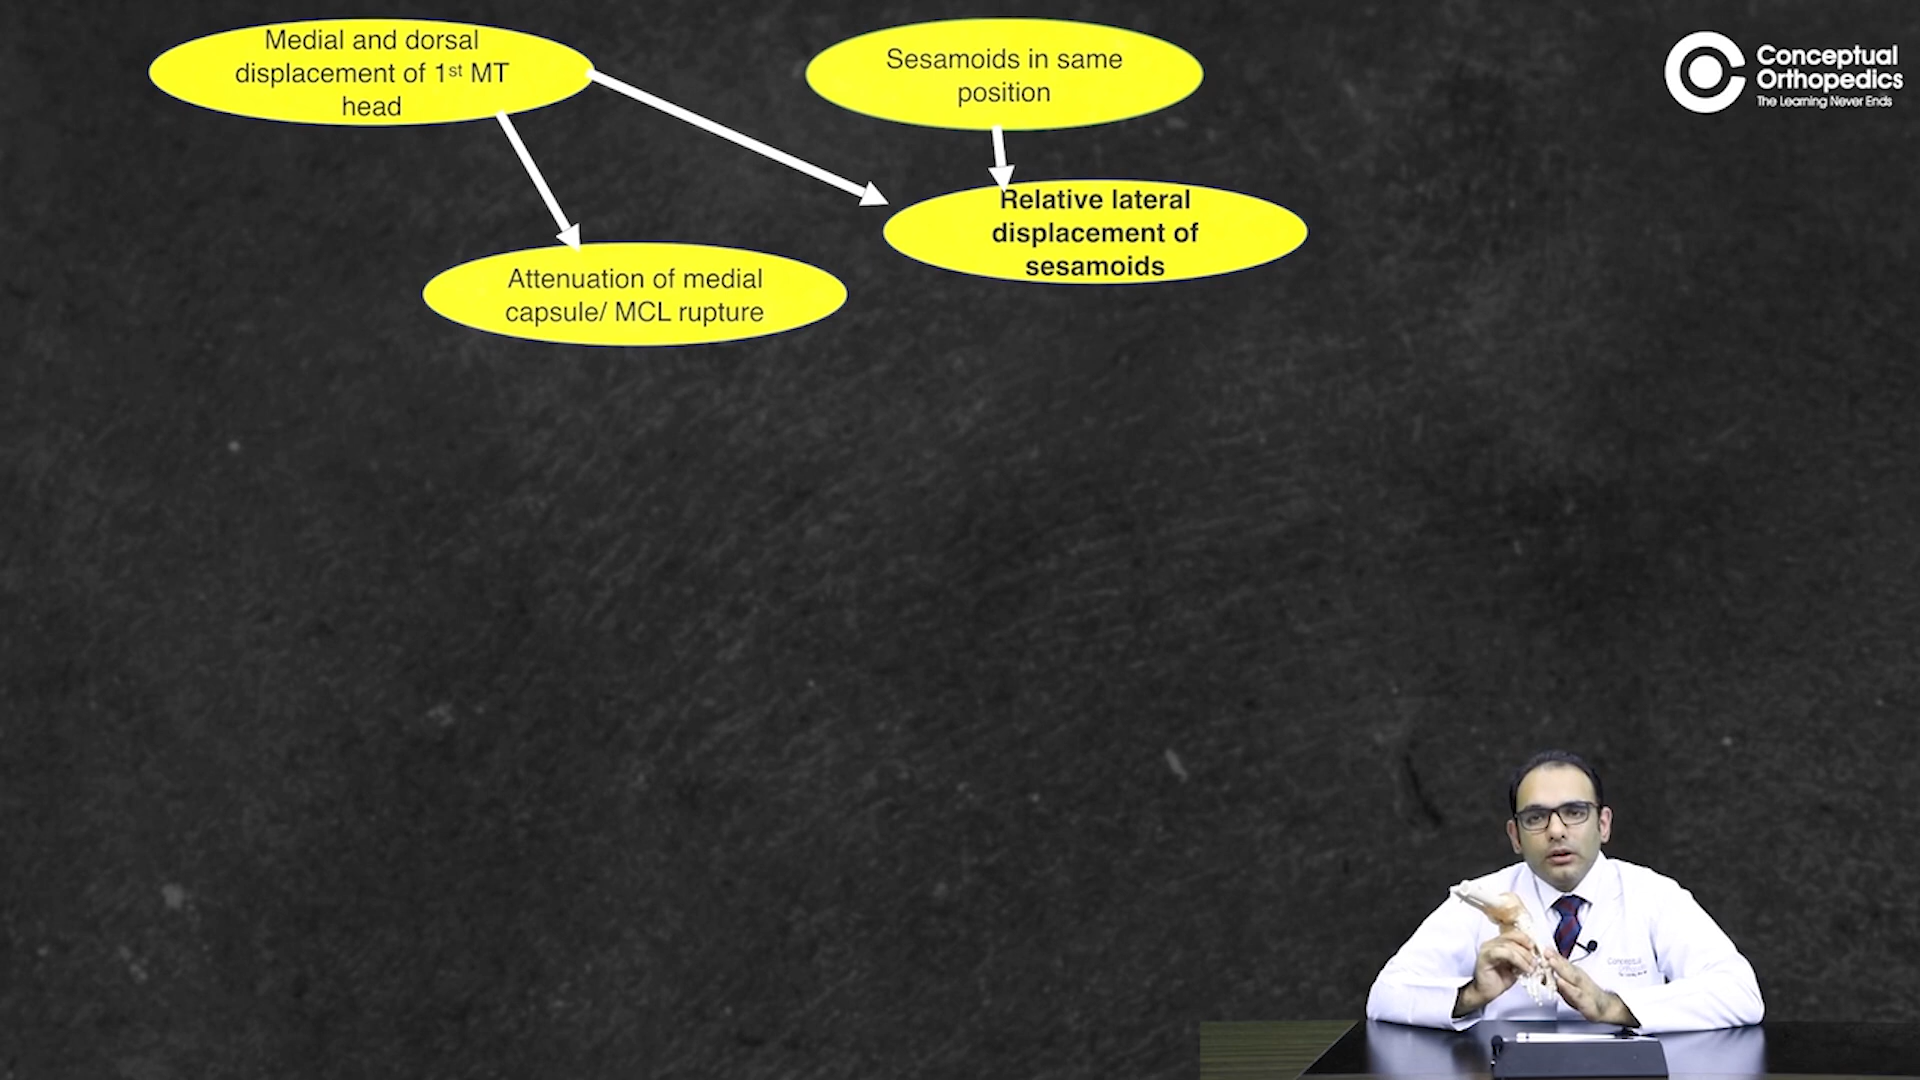 Medial and dorsal
displacement of 1st MT
head
Sesamoids in same
position
Conceptual
Orthopedics
The Learning Never Ends
Relative lateral
displacement of
sesamoids
Attenuation of medial
capsule/ MCL rupture